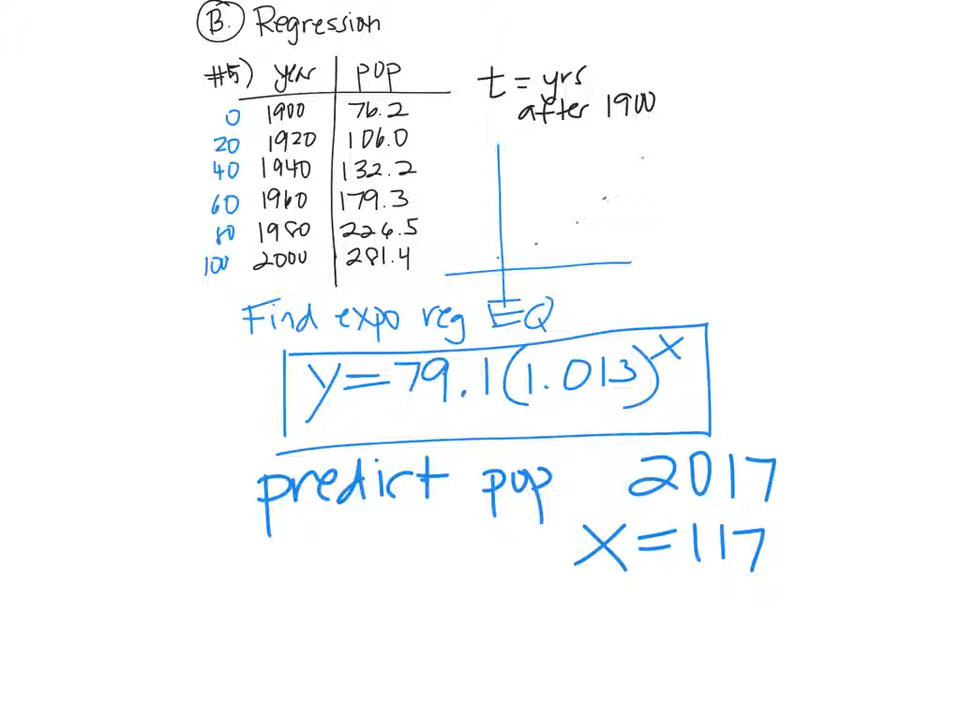 B. Regression
#5) year pop
0 1900 76.2
20 1920 106.0
40 1940 132.2
60 1960 179.3
80 1980 226.5
100 2000 281.4
t = yrs
after 1900
Find expo reg EQ
y=79.1(1.013)^x
predict pop 2017
x=117